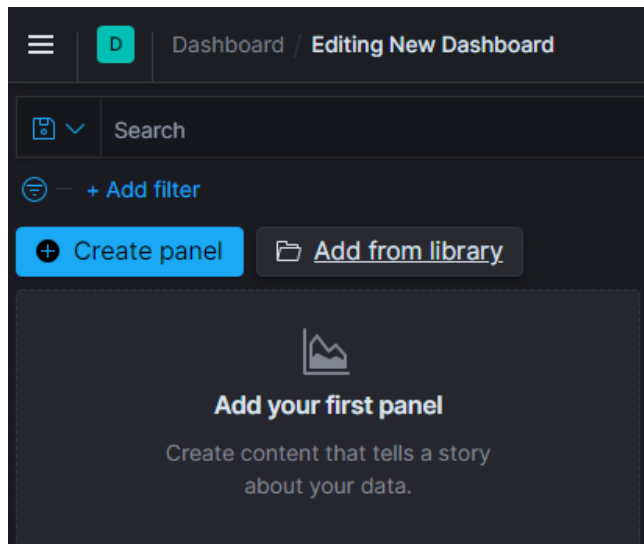 D Dashboard / Editing New Dashboard
Search
+ Add filter
Create panel Add from library
Add your first panel
Create content that tells a story
about your data.